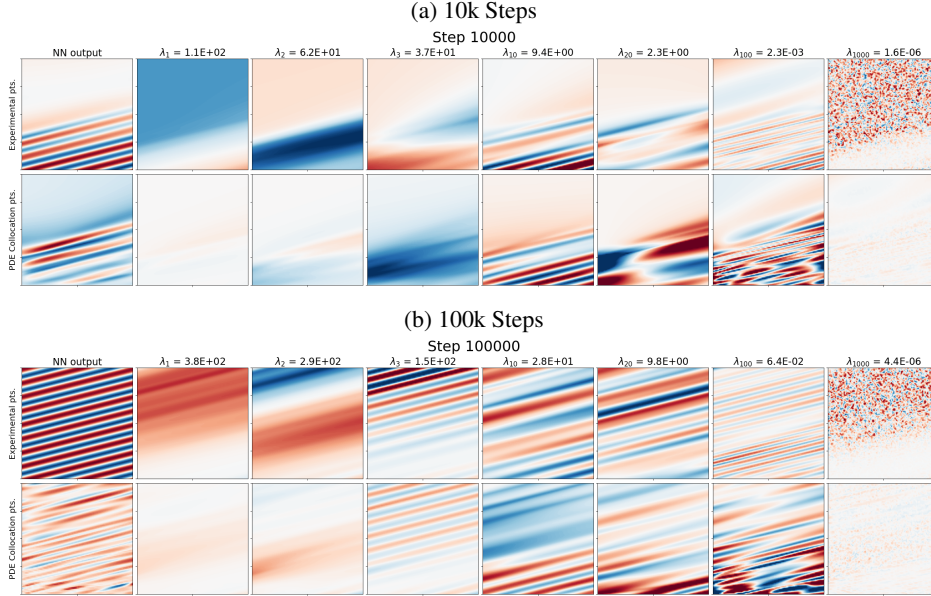 (a) 10k Steps
Step 10000
NN output λ₁ = 1.1E+02 λ₂ = 6.2E+01 λ₃ = 3.7E+01 λ₁₀ = 9.4E+00 λ₂₀ = 2.3E+00 λ₁₀₀ = 2.3E-03 λ₁₀₀₀ = 1.6E-06
Experimental pts.
PDE Collocation pts.
(b) 100k Steps
Step 100000
NN output λ₁ = 3.8E+02 λ₂ = 2.9E+02 λ₃ = 1.5E+02 λ₁₀ = 2.8E+01 λ₂₀ = 9.8E+00 λ₁₀₀ = 6.4E-02 λ₁₀₀₀ = 4.4E-06
Experimental pts.
PDE Collocation pts.